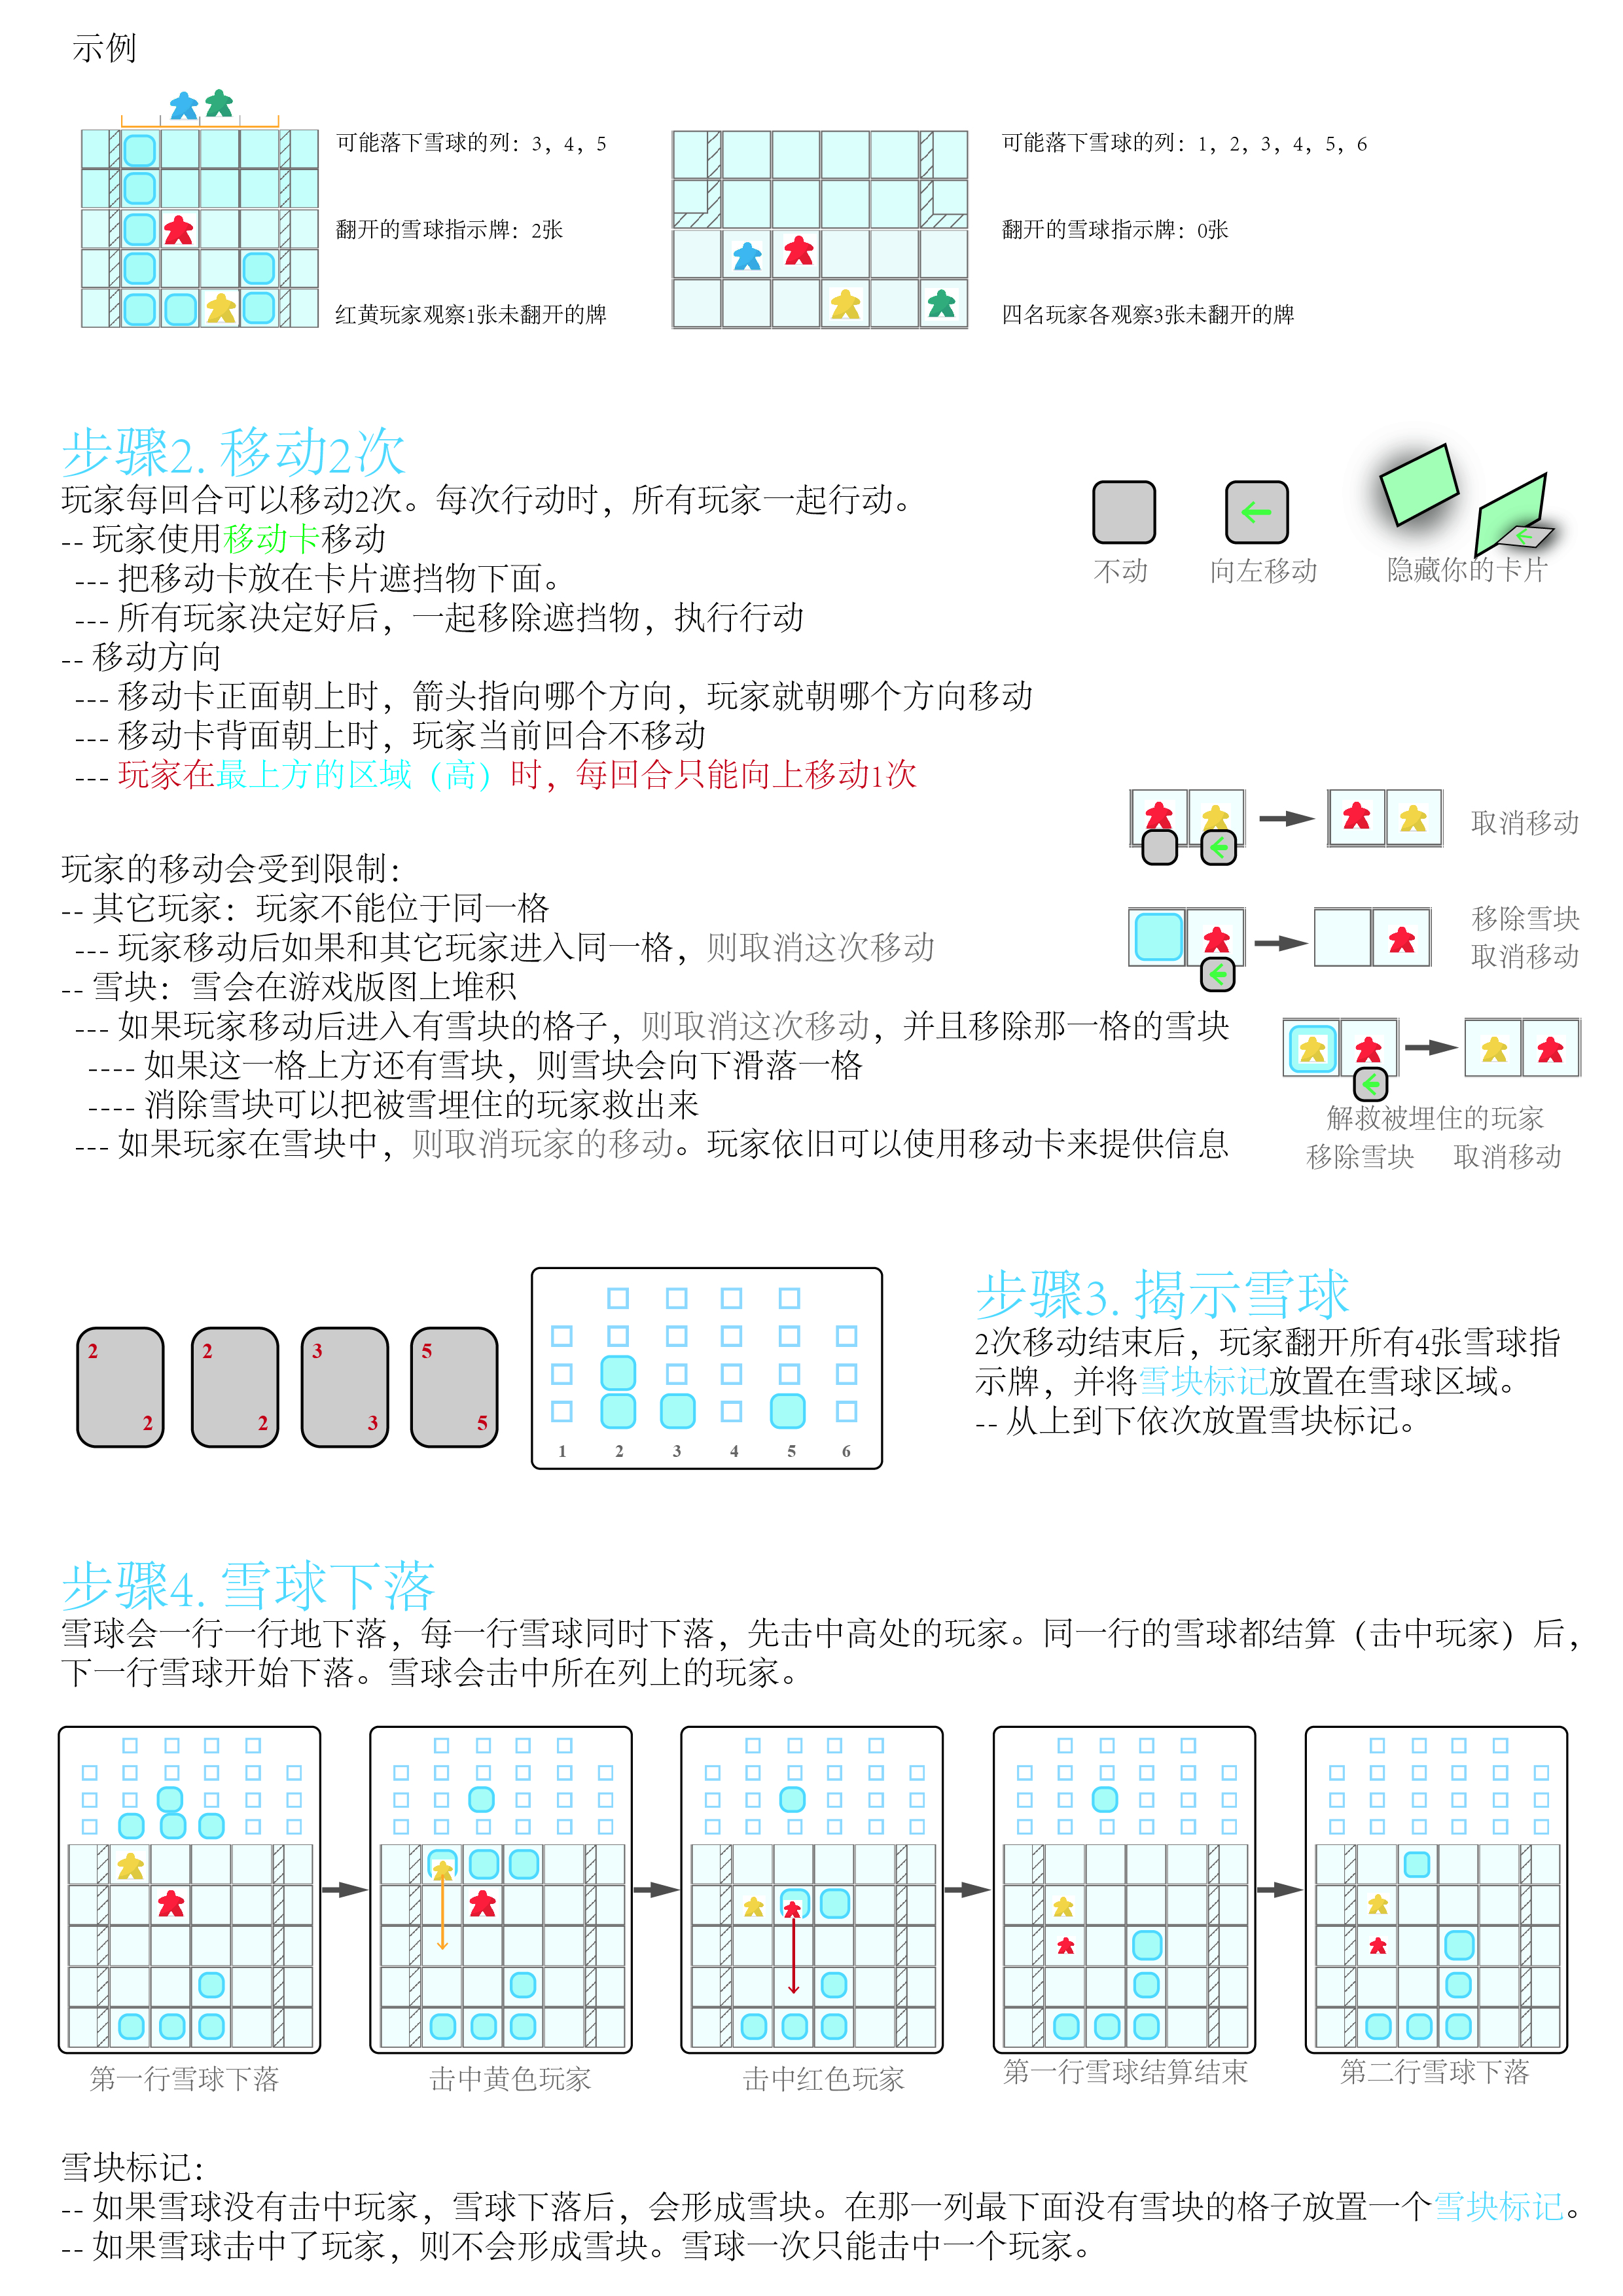 示例
可能落下雪球的列：3，4，5
翻开的雪球指示牌：2张
红黄玩家观察1张未翻开的牌
可能落下雪球的列：1，2，3，4，5，6
翻开的雪球指示牌：0张
四名玩家各观察3张未翻开的牌
步骤2. 移动2次
玩家每回合可以移动2次。每次行动时，所有玩家一起行动。
-- 玩家使用移动卡移动
--- 把移动卡放在卡片遮挡物下面。
--- 所有玩家决定好后，一起移除遮挡物，执行行动
-- 移动方向
--- 移动卡正面朝上时，箭头指向哪个方向，玩家就朝哪个方向移动
--- 移动卡背面朝上时，玩家当前回合不移动
--- 玩家在最上方的区域（高）时，每回合只能向上移动1次
不动
向左移动
隐藏你的卡片
玩家的移动会受到限制：
-- 其它玩家：玩家不能位于同一格
--- 玩家移动后如果和其它玩家进入同一格，则取消这次移动
-- 雪块：雪会在游戏版图上堆积
--- 如果玩家移动后进入有雪块的格子，则取消这次移动，并且移除那一格的雪块
---- 如果这一格上方还有雪块，则雪块会向下滑落一格
---- 消除雪块可以把被雪埋住的玩家救出来
--- 如果玩家在雪块中，则取消玩家的移动。玩家依旧可以使用移动卡来提供信息
取消移动
移除雪块
取消移动
解救被埋住的玩家
移除雪块 取消移动
2 2 3 5
2 2 3 5
1 2 3 4 5 6
步骤3. 揭示雪球
2次移动结束后，玩家翻开所有4张雪球指
示牌，并将雪块标记放置在雪球区域。
-- 从上到下依次放置雪块标记。
步骤4. 雪球下落
雪球会一行一行地下落，每一行雪球同时下落，先击中高处的玩家。同一行的雪球都结算（击中玩家）后，
下一行雪球开始下落。雪球会击中所在列上的玩家。
第一行雪球下落
击中黄色玩家
击中红色玩家
第一行雪球结算结束
第二行雪球下落
雪块标记：
-- 如果雪球没有击中玩家，雪球下落后，会形成雪块。在那一列最下面没有雪块的格子放置一个雪块标记。
-- 如果雪球击中了玩家，则不会形成雪块。雪球一次只能击中一个玩家。